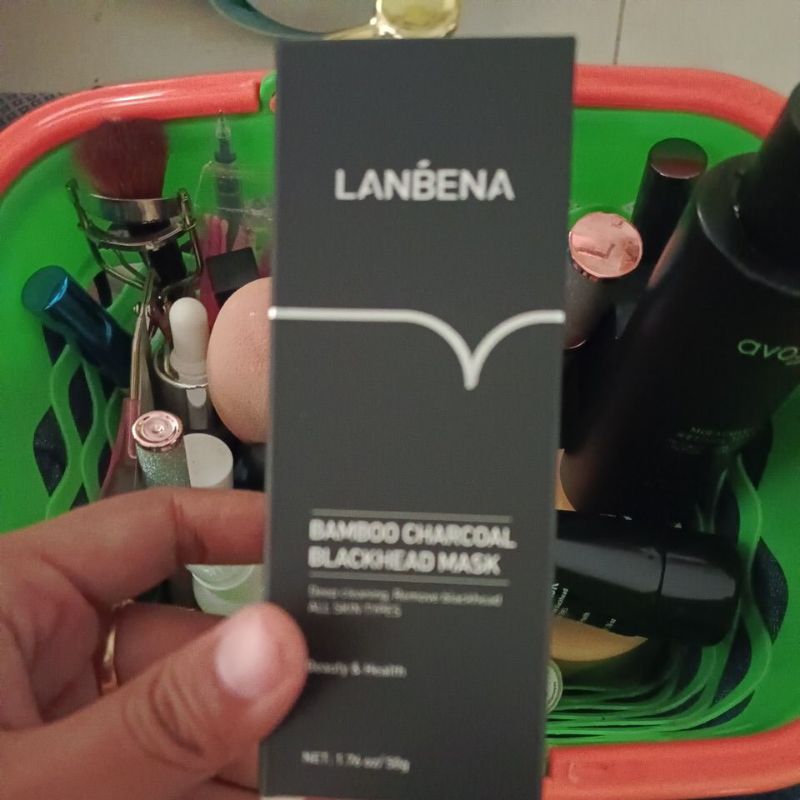 LANBENA
BAMBOO CHARCOAL
BLACKHEAD MASK
Deep cleaning, Remove blackhead
ALL SKIN TYPES
Beauty & Health
NET: 1.76 oz/50g
avo